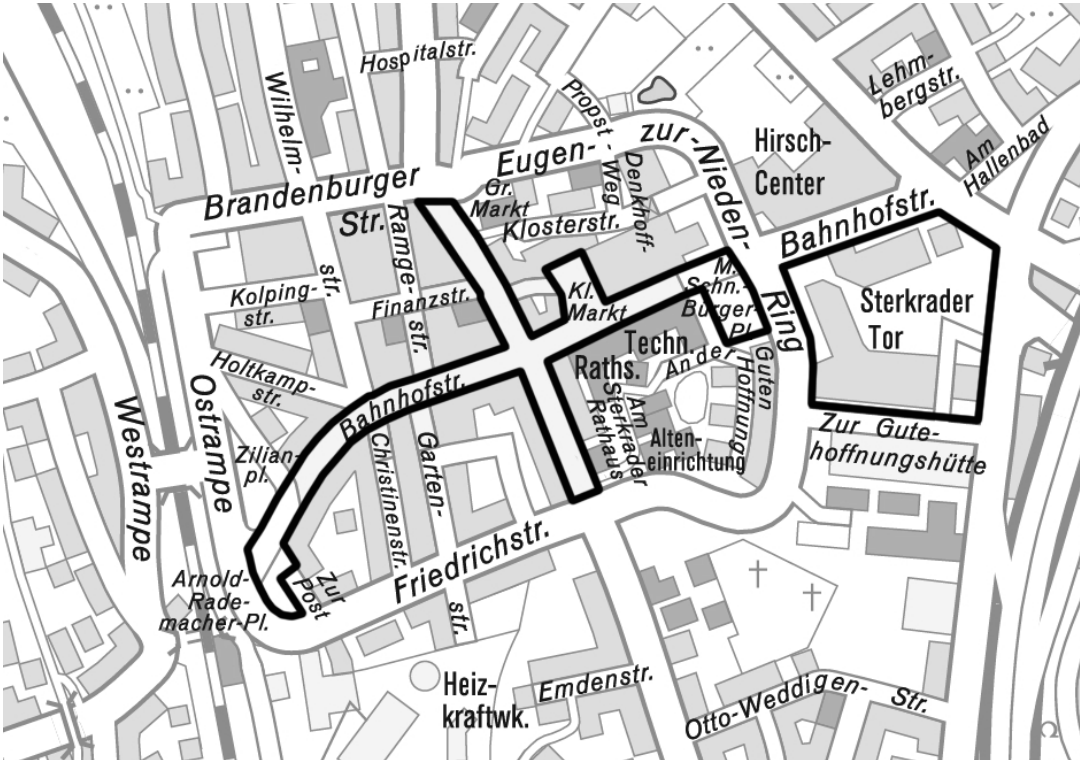 Hospitalstr.
Wilhelm-
str.
Lehm-
bergstr.
Am
Hallenbad
Propst-
Weg
Eugen-
zur-Nieden-
Ring
Hirsch-
Center
Brandenburger
Str.
Gr.
Markt
Klosterstr.
Denkhoff-
Ramge-
str.
Bahnhofstr.
Kolping-
str.
Finanzstr.
Kl.
Markt
M.
Schn.-
Burger-
Pl.
Sterkrader
Tor
Techn.
Raths.
An der
Guten
Hoffnung
Holtkamp-
str.
Bahnhofstr.
Am
Sterkrader
Rathaus
Alten-
einrichtung
Zur Gute-
hoffnungshütte
Westrampe
Ostrampe
Zilian-
pl.
Christinenstr.
Garten-
str.
Friedrichstr.
Arnold-
Rade-
macher-Pl.
Zur
Post
Heiz-
kraftwk.
Emdenstr.
Otto-Weddigen-
Str.